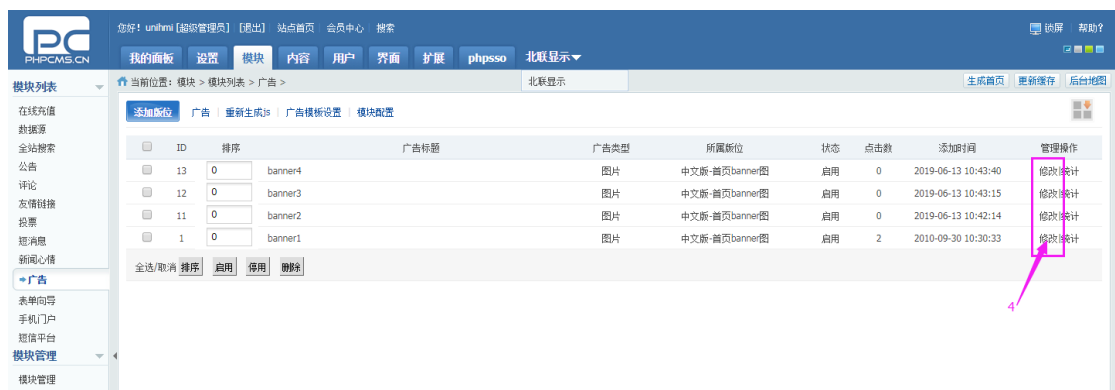 您好！unihmi [超级管理员] | [退出] | 站点首页 | 会员中心 | 搜索
锁屏 | 帮助?
PC
PHPCMS.CN
我的面板 设置 模块 内容 用户 界面 扩展 phpsso 北联显示▼
模块列表
当前位置：模块 > 模块列表 > 广告 >
北联显示
生成首页 更新缓存 后台地图
在线充值
数据源
全站搜索
公告
评论
友情链接
投票
短消息
新闻心情
广告
表单向导
手机门户
短信平台
模块管理
模块管理
添加版位 广告 | 重新生成js | 广告模板设置 | 模块配置
ID 排序 广告标题 广告类型 所属版位 状态 点击数 添加时间 管理操作
13 0 banner4 图片 中文版-首页banner图 启用 0 2019-06-13 10:43:40 修改|统计
12 0 banner3 图片 中文版-首页banner图 启用 0 2019-06-13 10:43:15 修改|统计
11 0 banner2 图片 中文版-首页banner图 启用 0 2019-06-13 10:42:14 修改|统计
1 0 banner1 图片 中文版-首页banner图 启用 2 2010-09-30 10:30:33 修改|统计
全选/取消 排序 启用 停用 删除
4